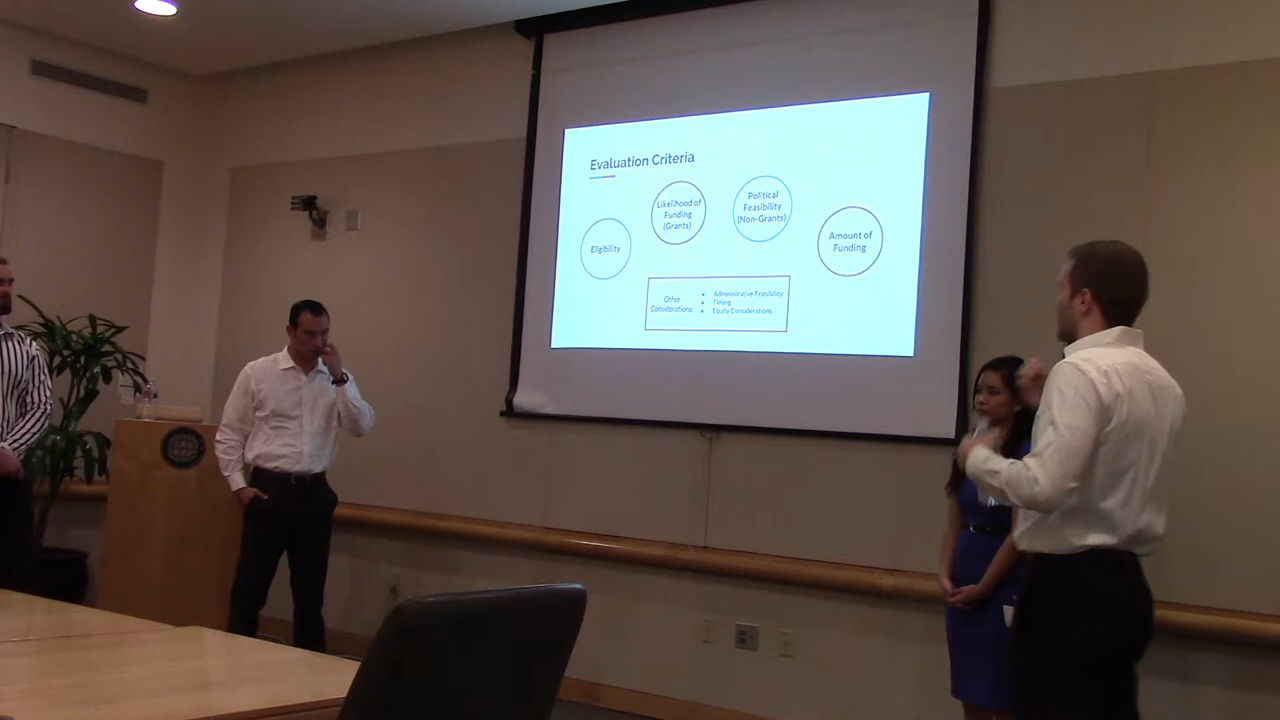 Evaluation Criteria
Eligibility
Likelihood of
Funding
(Grants)
Political
Feasibility
(Non-Grants)
Amount of
Funding
Other
Considerations:
Administrative Feasibility
Timing
Equity Considerations